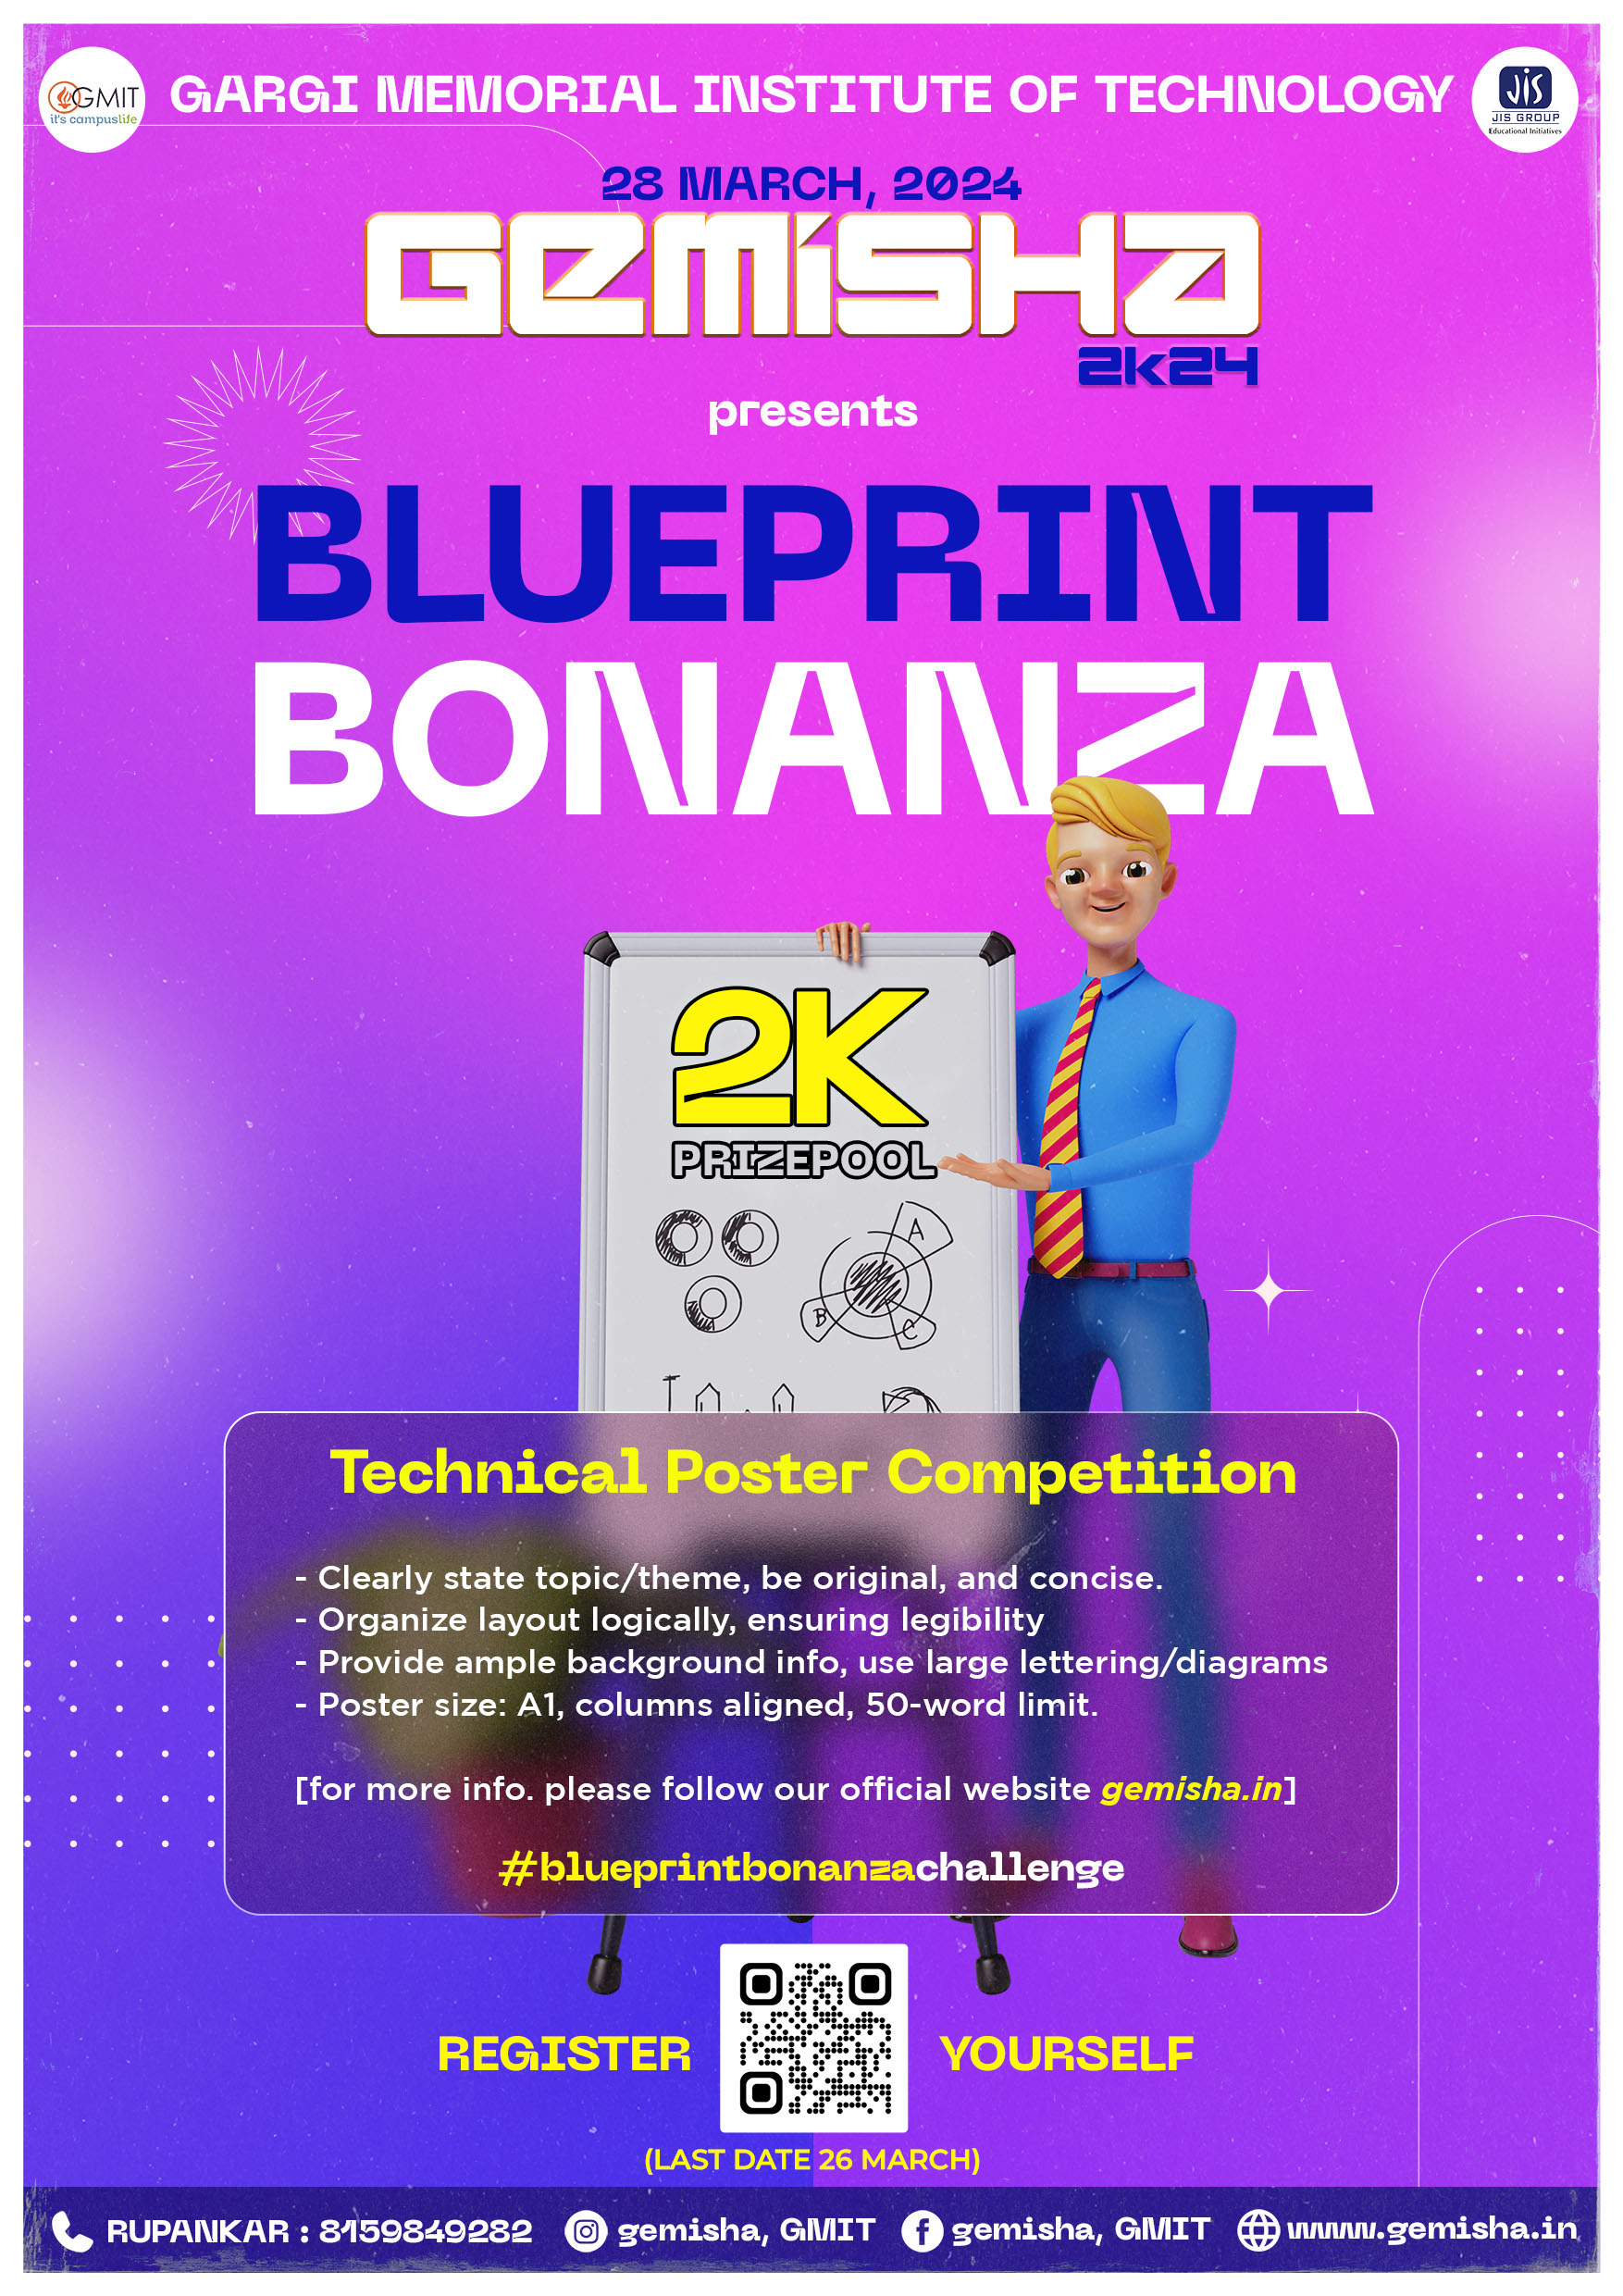 GMIT
it's campuslife
GARGI MEMORIAL INSTITUTE OF TECHNOLOGY
JIS
JIS GROUP
Educational Initiatives
28 MARCH, 2024
GEMISHA
2K24
presents
BLUEPRINT
BONANZA
2K
PRIZEPOOL
A
B
C
Technical Poster Competition
- Clearly state topic/theme, be original, and concise.
- Organize layout logically, ensuring legibility
- Provide ample background info, use large lettering/diagrams
- Poster size: A1, columns aligned, 50-word limit.
[for more info. please follow our official website gemisha.in]
#blueprintbonanzachallenge
REGISTER YOURSELF
(LAST DATE 26 MARCH)
RUPANKAR : 8159849282 gemisha, GMIT gemisha, GMIT www.gemisha.in